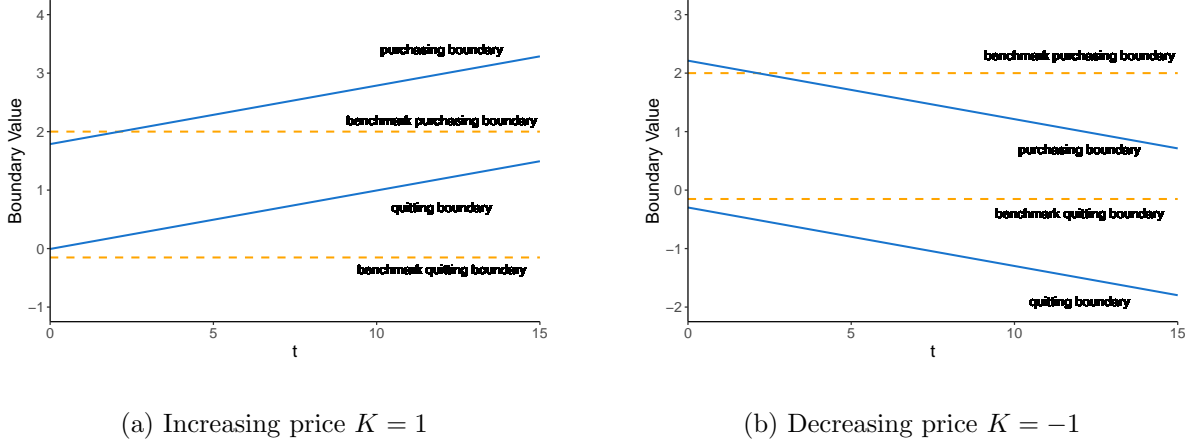 4
3
2
1
0
−1
Boundary Value
purchasing boundary
benchmark purchasing boundary
quitting boundary
benchmark quitting boundary
0
5
10
15
t
(a) Increasing price K = 1
3
2
1
0
−1
−2
Boundary Value
benchmark purchasing boundary
purchasing boundary
benchmark quitting boundary
quitting boundary
0
5
10
15
t
(b) Decreasing price K = −1